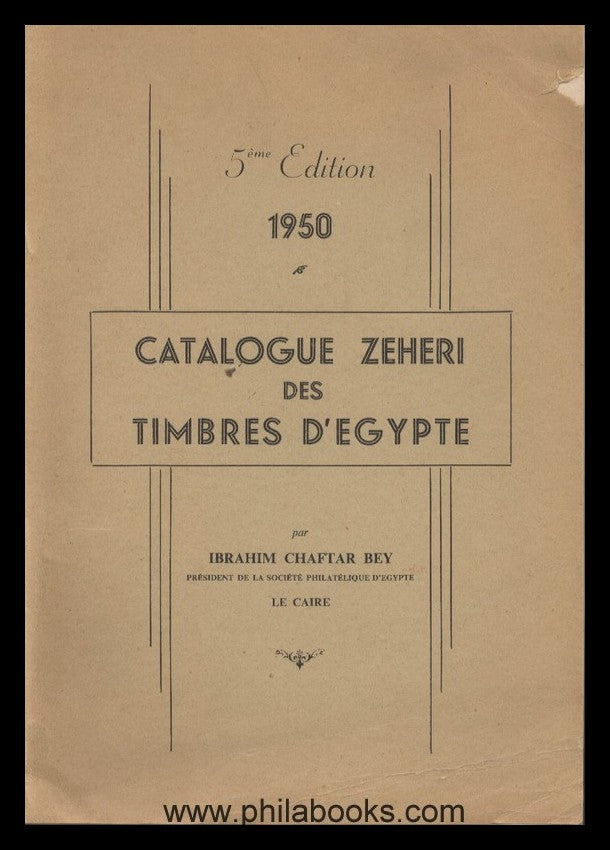 5ème Edition
1950
CATALOGUE ZEHERI
DES
TIMBRES D'EGYPTE
par
IBRAHIM CHAFTAR BEY
PRÉSIDENT DE LA SOCIÉTÉ PHILATÉLIQUE D'EGYPTE
LE CAIRE
www.philabooks.com